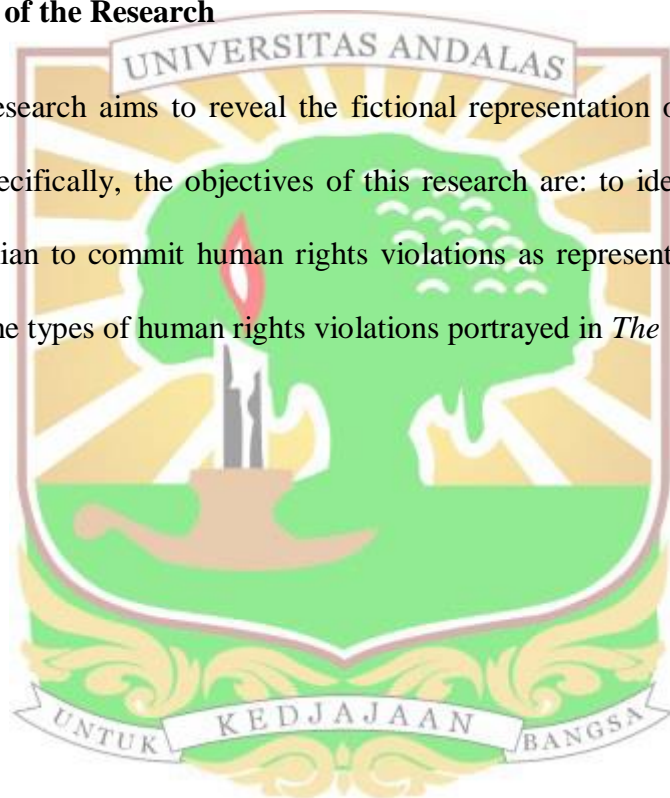 of the Research
UNIVERSITAS ANDALAS
esearch aims to reveal the fictional representation o
ecifically, the objectives of this research are: to ide
ian to commit human rights violations as represent
he types of human rights violations portrayed in The
UNTUK KEDJAJAAN BANGSA